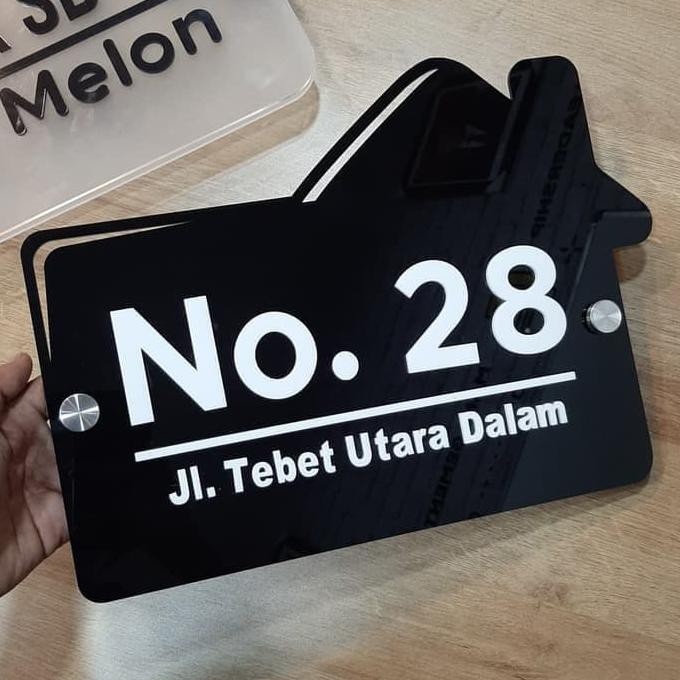 Melon
No. 28
Jl. Tebet Utara Dalam